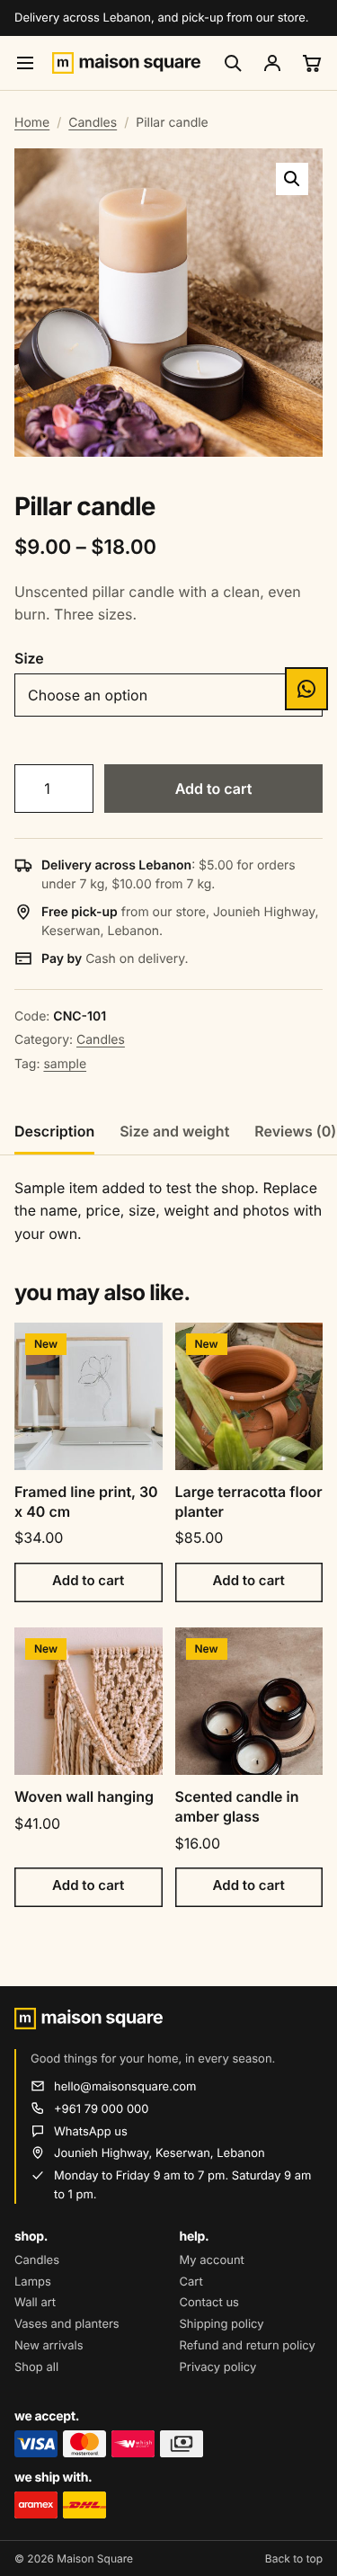 Delivery across Lebanon, and pick-up from our store.
m maison square
Home / Candles / Pillar candle
Pillar candle
$9.00 – $18.00
Unscented pillar candle with a clean, even
burn. Three sizes.
Size
Choose an option
1
Add to cart
Delivery across Lebanon: $5.00 for orders
under 7 kg, $10.00 from 7 kg.
Free pick-up from our store, Jounieh Highway,
Keserwan, Lebanon.
Pay by Cash on delivery.
Code: CNC-101
Category: Candles
Tag: sample
Description Size and weight Reviews (0)
Sample item added to test the shop. Replace
the name, price, size, weight and photos with
your own.
you may also like.
New
New
Framed line print, 30
x 40 cm
$34.00
Add to cart
Large terracotta floor
planter
$85.00
Add to cart
New
New
Woven wall hanging
$41.00
Add to cart
Scented candle in
amber glass
$16.00
Add to cart
m maison square
Good things for your home, in every season.
hello@maisonsquare.com
+961 79 000 000
WhatsApp us
Jounieh Highway, Keserwan, Lebanon
Monday to Friday 9 am to 7 pm. Saturday 9 am
to 1 pm.
shop.
Candles
Lamps
Wall art
Vases and planters
New arrivals
Shop all
help.
My account
Cart
Contact us
Shipping policy
Refund and return policy
Privacy policy
we accept.
VISA
mastercard
whish
we ship with.
aramex
DHL
© 2026 Maison Square
Back to top